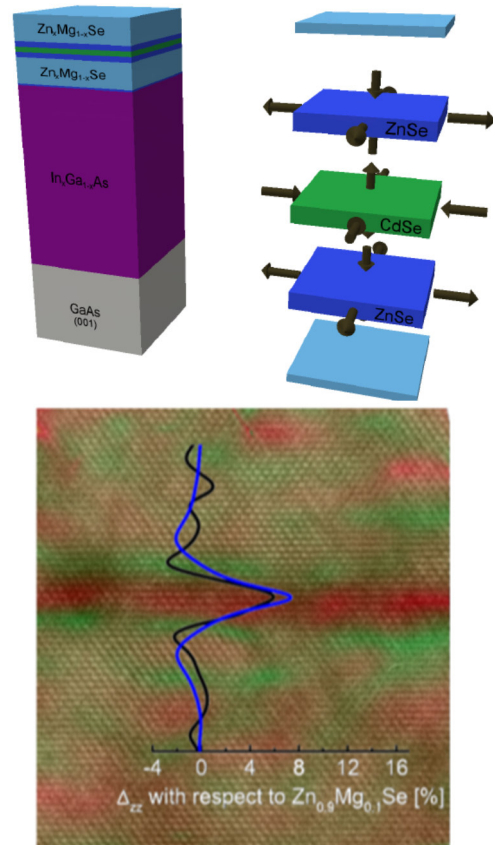 ZnₓMg₁₋ₓSe
ZnₓMg₁₋ₓSe
InₓGa₁₋ₓAs
GaAs
(001)
ZnSe
CdSe
ZnSe
-4 0 4 8 12 16
Δzz with respect to Zn₀.₉Mg₀.₁Se [%]